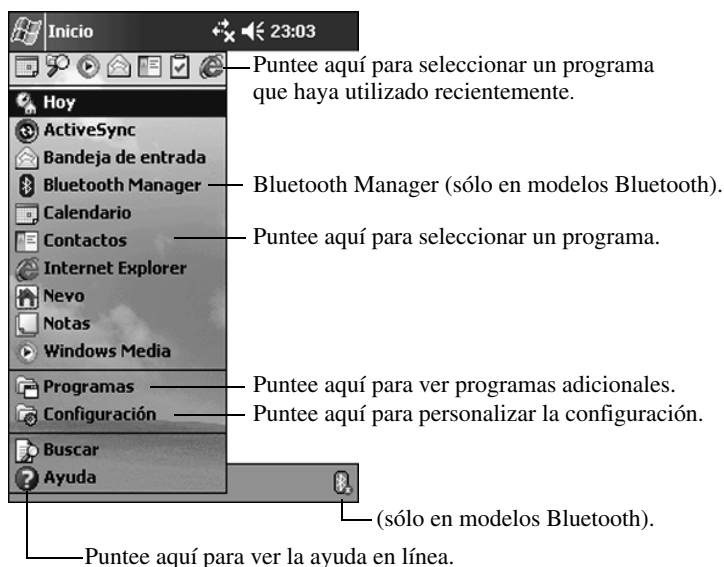 Inicio 23:03
Puntee aquí para seleccionar un programa
que haya utilizado recientemente.
Hoy
ActiveSync
Bandeja de entrada
Bluetooth Manager
Bluetooth Manager (sólo en modelos Bluetooth).
Calendario
Contactos
Puntee aquí para seleccionar un programa.
Internet Explorer
Nevo
Notas
Windows Media
Programas
Puntee aquí para ver programas adicionales.
Configuración
Puntee aquí para personalizar la configuración.
Buscar
Ayuda
(sólo en modelos Bluetooth).
Puntee aquí para ver la ayuda en línea.